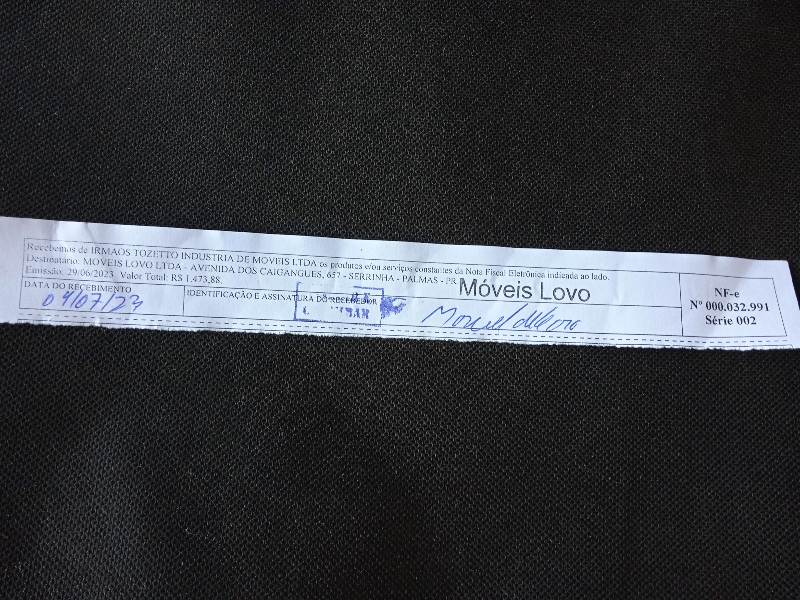 Recebemos de IRMAOS TOZETTO INDUSTRIA DE MOVEIS LTDA os produtos e/ou serviços constantes da Nota Fiscal Eletrônica indicada ao lado.
Destinatário: MOVEIS LOVO LTDA - AVENIDA DOS CAIGANGUES, 657 - SERRINHA - PALMAS - PR
Emissão: 29/06/2023 Valor Total: R$ 1.473,88.
Móveis Lovo
NF-e
Nº 000.032.991
Série 002
DATA DO RECEBIMENTO
04/07/23
IDENTIFICAÇÃO E ASSINATURA DO RECEBEDOR